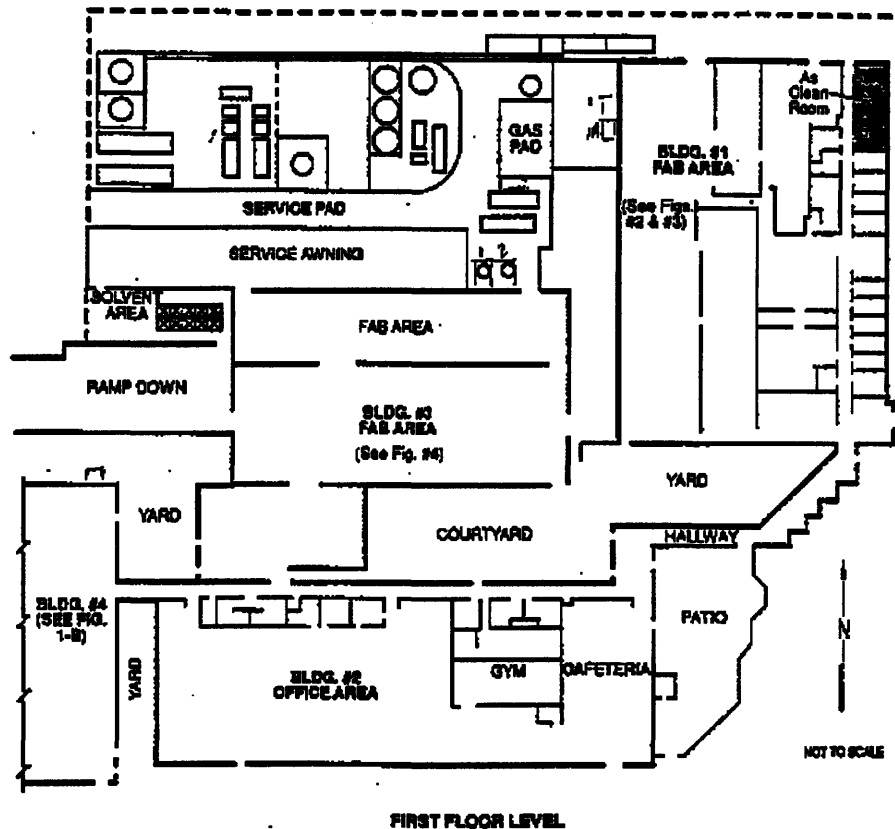 As
Clean
Room
GAS
PAD
BLDG. #1
FAB AREA
(See Figs.
#2 & #3)
SERVICE PAD
SERVICE AWNING
1 2
SOLVENT
AREA
FAB AREA
RAMP DOWN
BLDG. #3
FAB AREA
(See Fig. #4)
YARD
YARD
COURTYARD
HALLWAY
BLDG. #4
(SEE FIG.
1-B)
PATIO
N
YARD
BLDG. #2
OFFICE AREA
GYM
CAFETERIA
NOT TO SCALE
FIRST FLOOR LEVEL